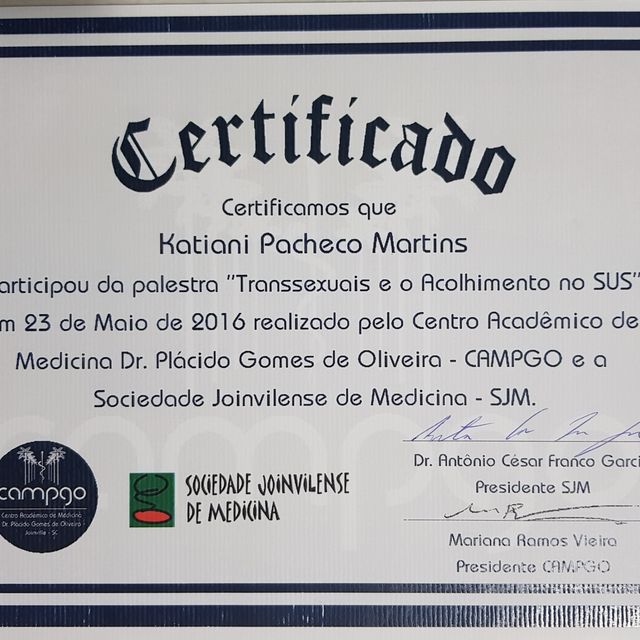 Certificado
Certificamos que
Katiani Pacheco Martins
articipou da palestra "Transsexuais e o Acolhimento no SUS"
m 23 de Maio de 2016 realizado pelo Centro Acadêmico de
Medicina Dr. Plácido Gomes de Oliveira - CAMPGO e a
Sociedade Joinvilense de Medicina - SJM.
Dr. Antônio César Franco Garci
Presidente SJM
Mariana Ramos Vieira
Presidente CAMPGO
campgo
Centro Acadêmico de Medicina
Dr. Plácido Gomes de Oliveira
Joinville - SC
SOCIEDADE JOINVILENSE
DE MEDICINA